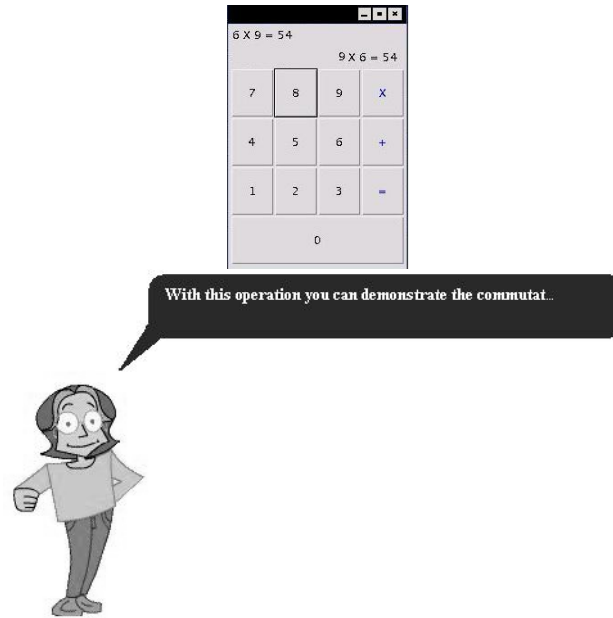 6 X 9 = 54
9 X 6 = 54
7 8 9 X
4 5 6 +
1 2 3 =
0
With this operation you can demonstrate the commutat...